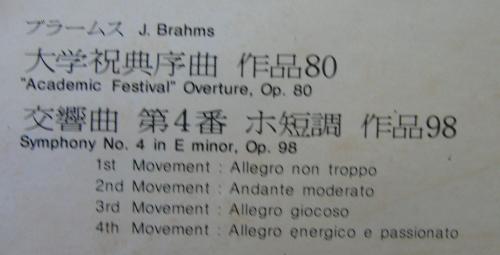 ブラームス J. Brahms
大学祝典序曲 作品80
"Academic Festival" Overture, Op. 80
交響曲 第4番 ホ短調 作品98
Symphony No. 4 in E minor, Op. 98
1st Movement : Allegro non troppo
2nd Movement : Andante moderato
3rd Movement : Allegro giocoso
4th Movement : Allegro energico e passionato